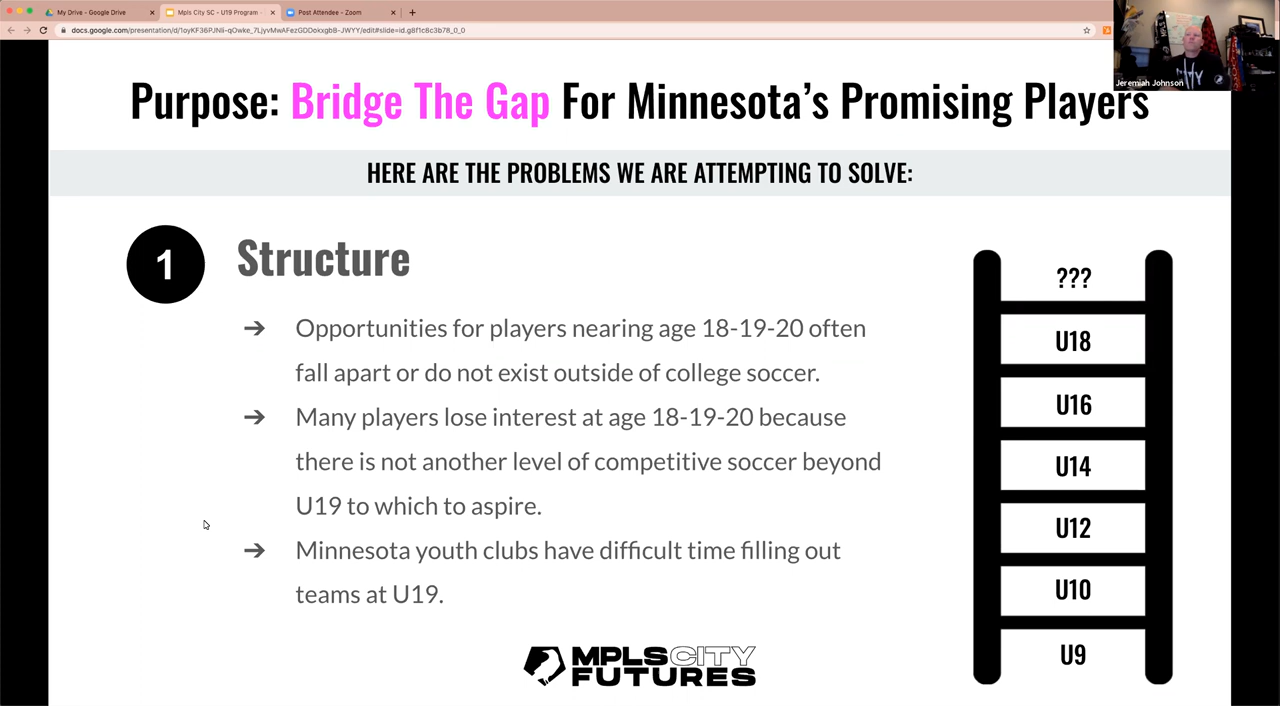 My Drive - Google Drive
Mpls City SC - U19 Program -
Post Attendee - Zoom
Jeremiah Johnson
Purpose: Bridge The Gap For Minnesota’s Promising Players
HERE ARE THE PROBLEMS WE ARE ATTEMPTING TO SOLVE:
1
Structure
➔ Opportunities for players nearing age 18-19-20 often
fall apart or do not exist outside of college soccer.
➔ Many players lose interest at age 18-19-20 because
there is not another level of competitive soccer beyond
U19 to which to aspire.
➔ Minnesota youth clubs have difficult time filling out
teams at U19.
???
U18
U16
U14
U12
U10
U9
MPLSCITY
FUTURES